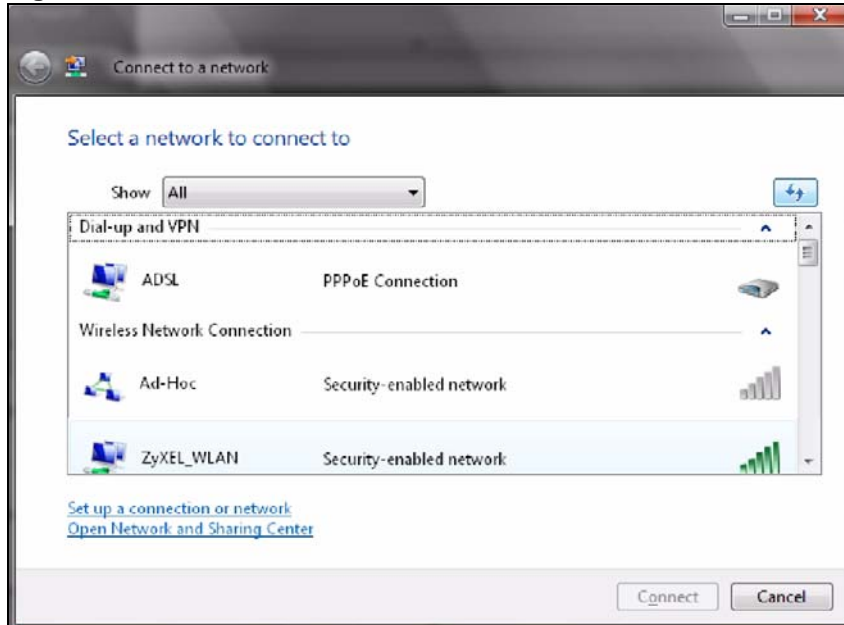 Connect to a network
Select a network to connect to
Show All
Dial-up and VPN
ADSL PPPoE Connection
Wireless Network Connection
Ad-Hoc Security-enabled network
ZyXEL_WLAN Security-enabled network
Set up a connection or network
Open Network and Sharing Center
Connect Cancel